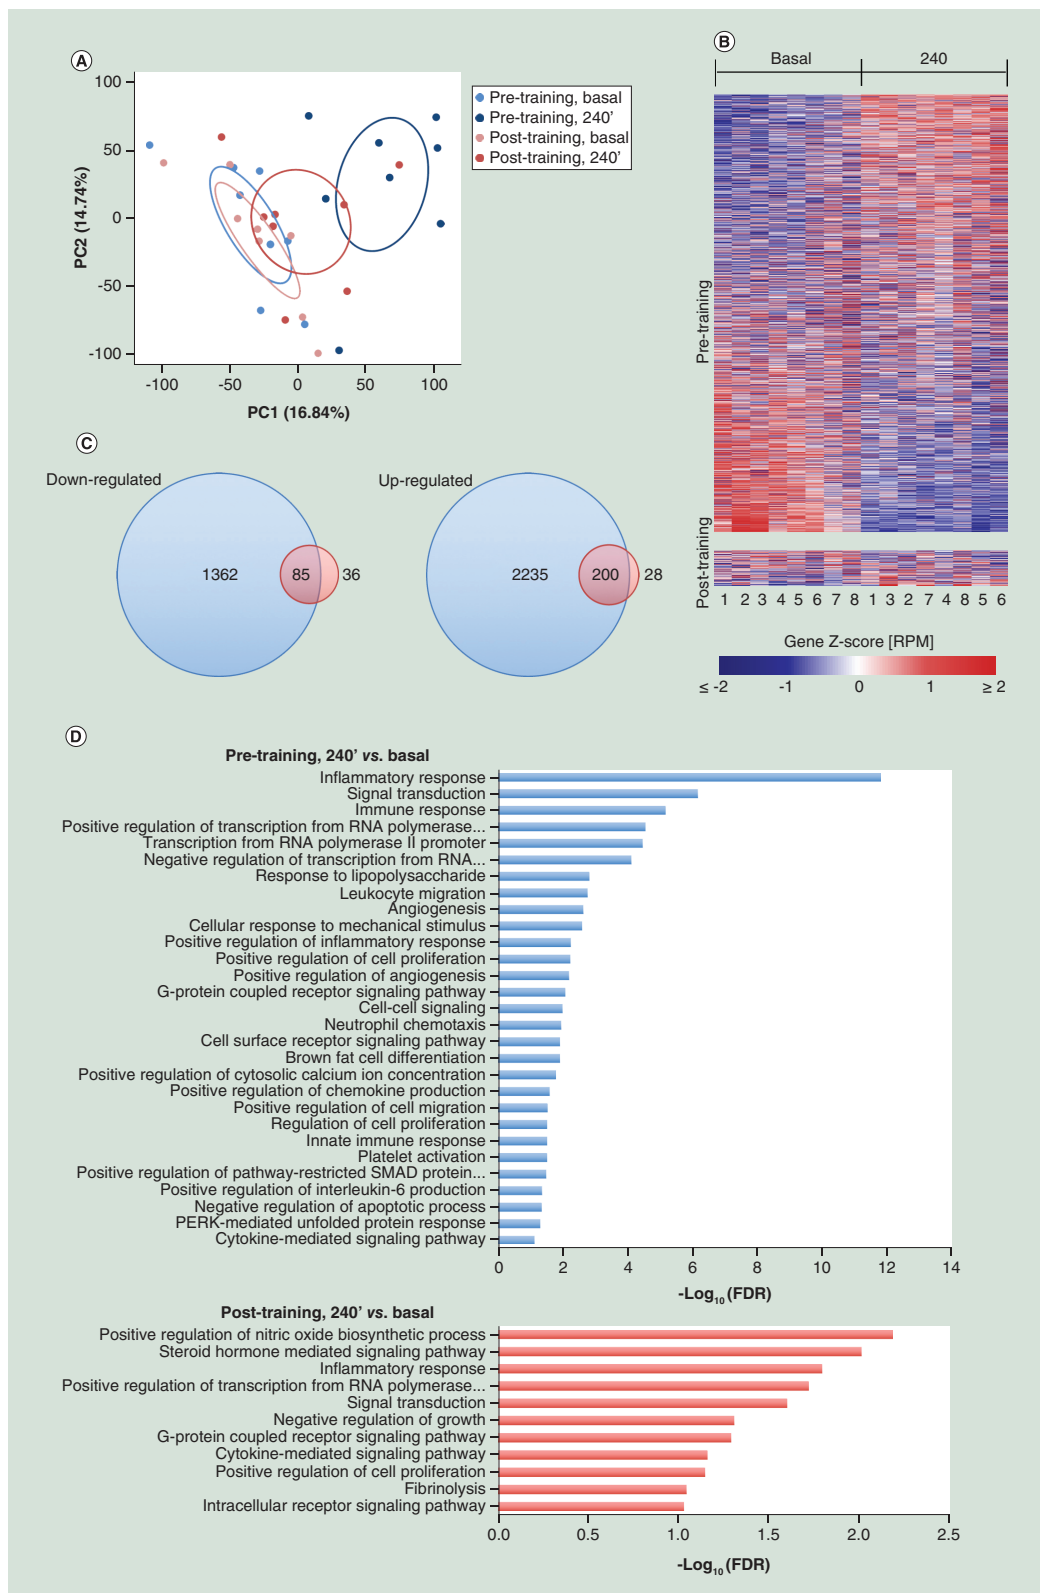 A
100
50
0
-50
-100
PC2 (14.74%)
-100
-50
0
50
100
PC1 (16.84%)
Pre-training, basal
Pre-training, 240’
Post-training, basal
Post-training, 240’
B
Basal
240
Pre-training
Post-training
1 2 3 4 5 6 7 8 1 3 2 7 4 8 5 6
Gene Z-score [RPM]
≤ -2
-1
0
1
≥ 2
C
Down-regulated
1362
85
36
Up-regulated
2235
200
28
D
Pre-training, 240’ vs. basal
Inflammatory response
Signal transduction
Immune response
Positive regulation of transcription from RNA polymerase...
Transcription from RNA polymerase II promoter
Negative regulation of transcription from RNA...
Response to lipopolysaccharide
Leukocyte migration
Angiogenesis
Cellular response to mechanical stimulus
Positive regulation of inflammatory response
Positive regulation of cell proliferation
Positive regulation of angiogenesis
G-protein coupled receptor signaling pathway
Cell-cell signaling
Neutrophil chemotaxis
Cell surface receptor signaling pathway
Brown fat cell differentiation
Positive regulation of cytosolic calcium ion concentration
Positive regulation of chemokine production
Positive regulation of cell migration
Regulation of cell proliferation
Innate immune response
Platelet activation
Positive regulation of pathway-restricted SMAD protein...
Positive regulation of interleukin-6 production
Negative regulation of apoptotic process
PERK-mediated unfolded protein response
Cytokine-mediated signaling pathway
0 2 4 6 8 10 12 14
-Log10 (FDR)
Post-training, 240’ vs. basal
Positive regulation of nitric oxide biosynthetic process
Steroid hormone mediated signaling pathway
Inflammatory response
Positive regulation of transcription from RNA polymerase...
Signal transduction
Negative regulation of growth
G-protein coupled receptor signaling pathway
Cytokine-mediated signaling pathway
Positive regulation of cell proliferation
Fibrinolysis
Intracellular receptor signaling pathway
0.0 0.5 1.0 1.5 2.0 2.5
-Log10 (FDR)